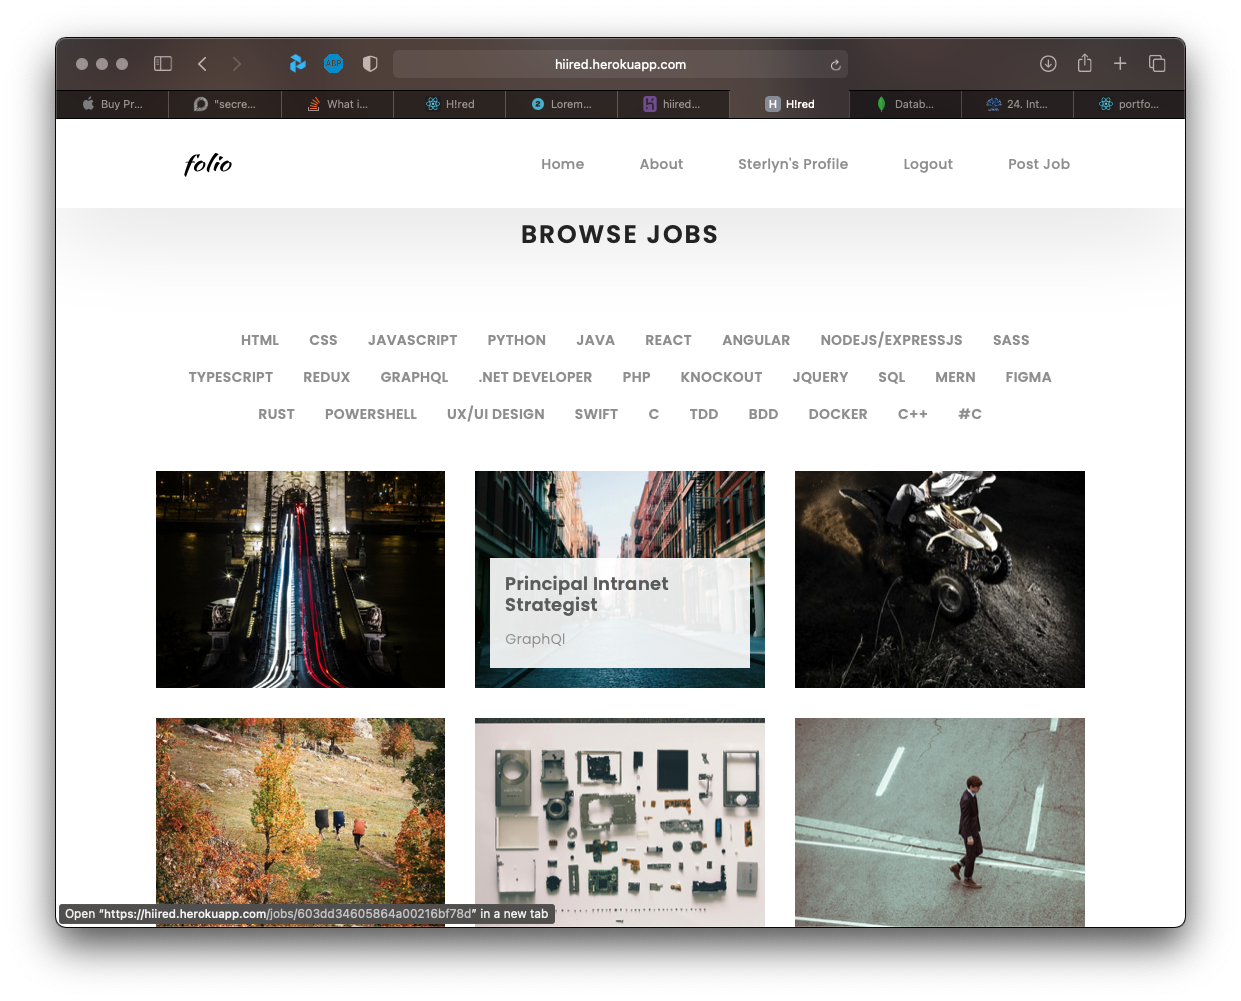 ABP
hiired.herokuapp.com
Buy Pr...
"secre...
What i...
H!red
2 Lorem...
hiired...
H H!red
Datab...
24. Int...
portfo...
folio
Home About Sterlyn's Profile Logout Post Job
BROWSE JOBS
HTML CSS JAVASCRIPT PYTHON JAVA REACT ANGULAR NODEJS/EXPRESSJS SASS
TYPESCRIPT REDUX GRAPHQL .NET DEVELOPER PHP KNOCKOUT JQUERY SQL MERN FIGMA
RUST POWERSHELL UX/UI DESIGN SWIFT C TDD BDD DOCKER C++ #C
Principal Intranet
Strategist
GraphQl
Open “https://hiired.herokuapp.com/jobs/603dd34605864a00216bf78d” in a new tab